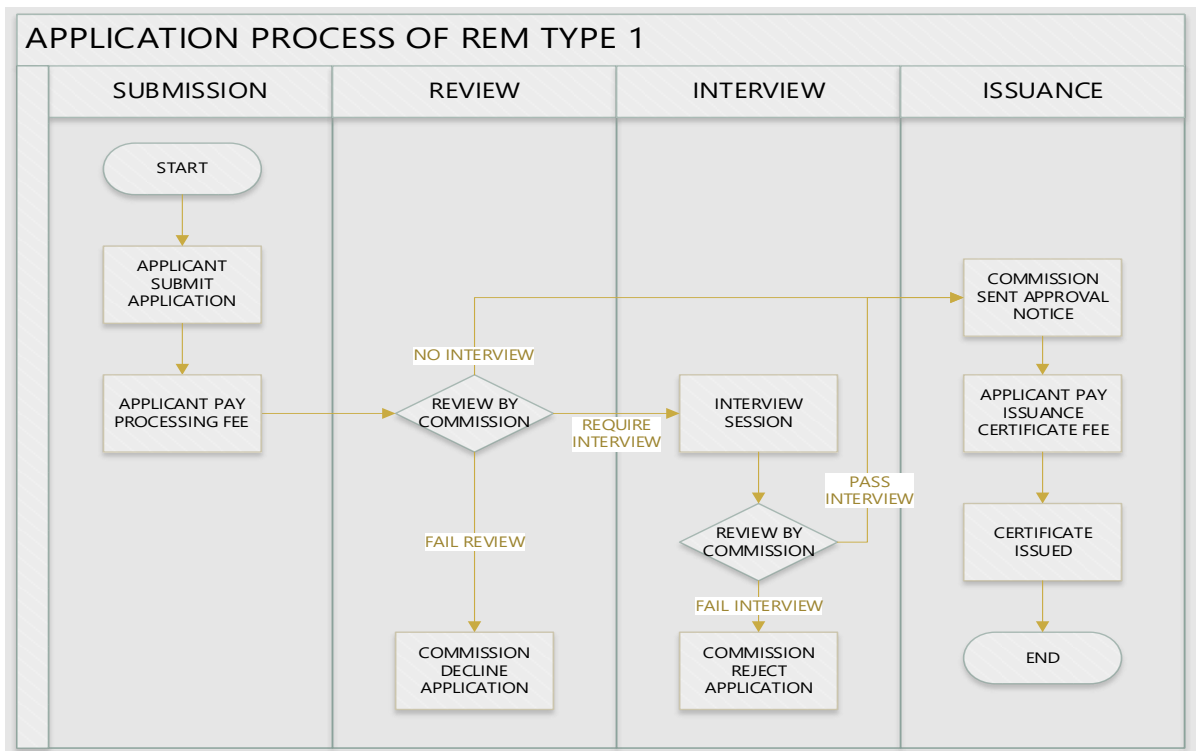 APPLICATION PROCESS OF REM TYPE 1
SUBMISSION
REVIEW
INTERVIEW
ISSUANCE
START
APPLICANT
SUBMIT
APPLICATION
APPLICANT PAY
PROCESSING FEE
NO INTERVIEW
REVIEW BY
COMMISSION
REQUIRE
INTERVIEW
FAIL REVIEW
COMMISSION
DECLINE
APPLICATION
INTERVIEW
SESSION
PASS
INTERVIEW
REVIEW BY
COMMISSION
FAIL INTERVIEW
COMMISSION
REJECT
APPLICATION
COMMISSION
SENT APPROVAL
NOTICE
APPLICANT PAY
ISSUANCE
CERTIFICATE FEE
CERTIFICATE
ISSUED
END